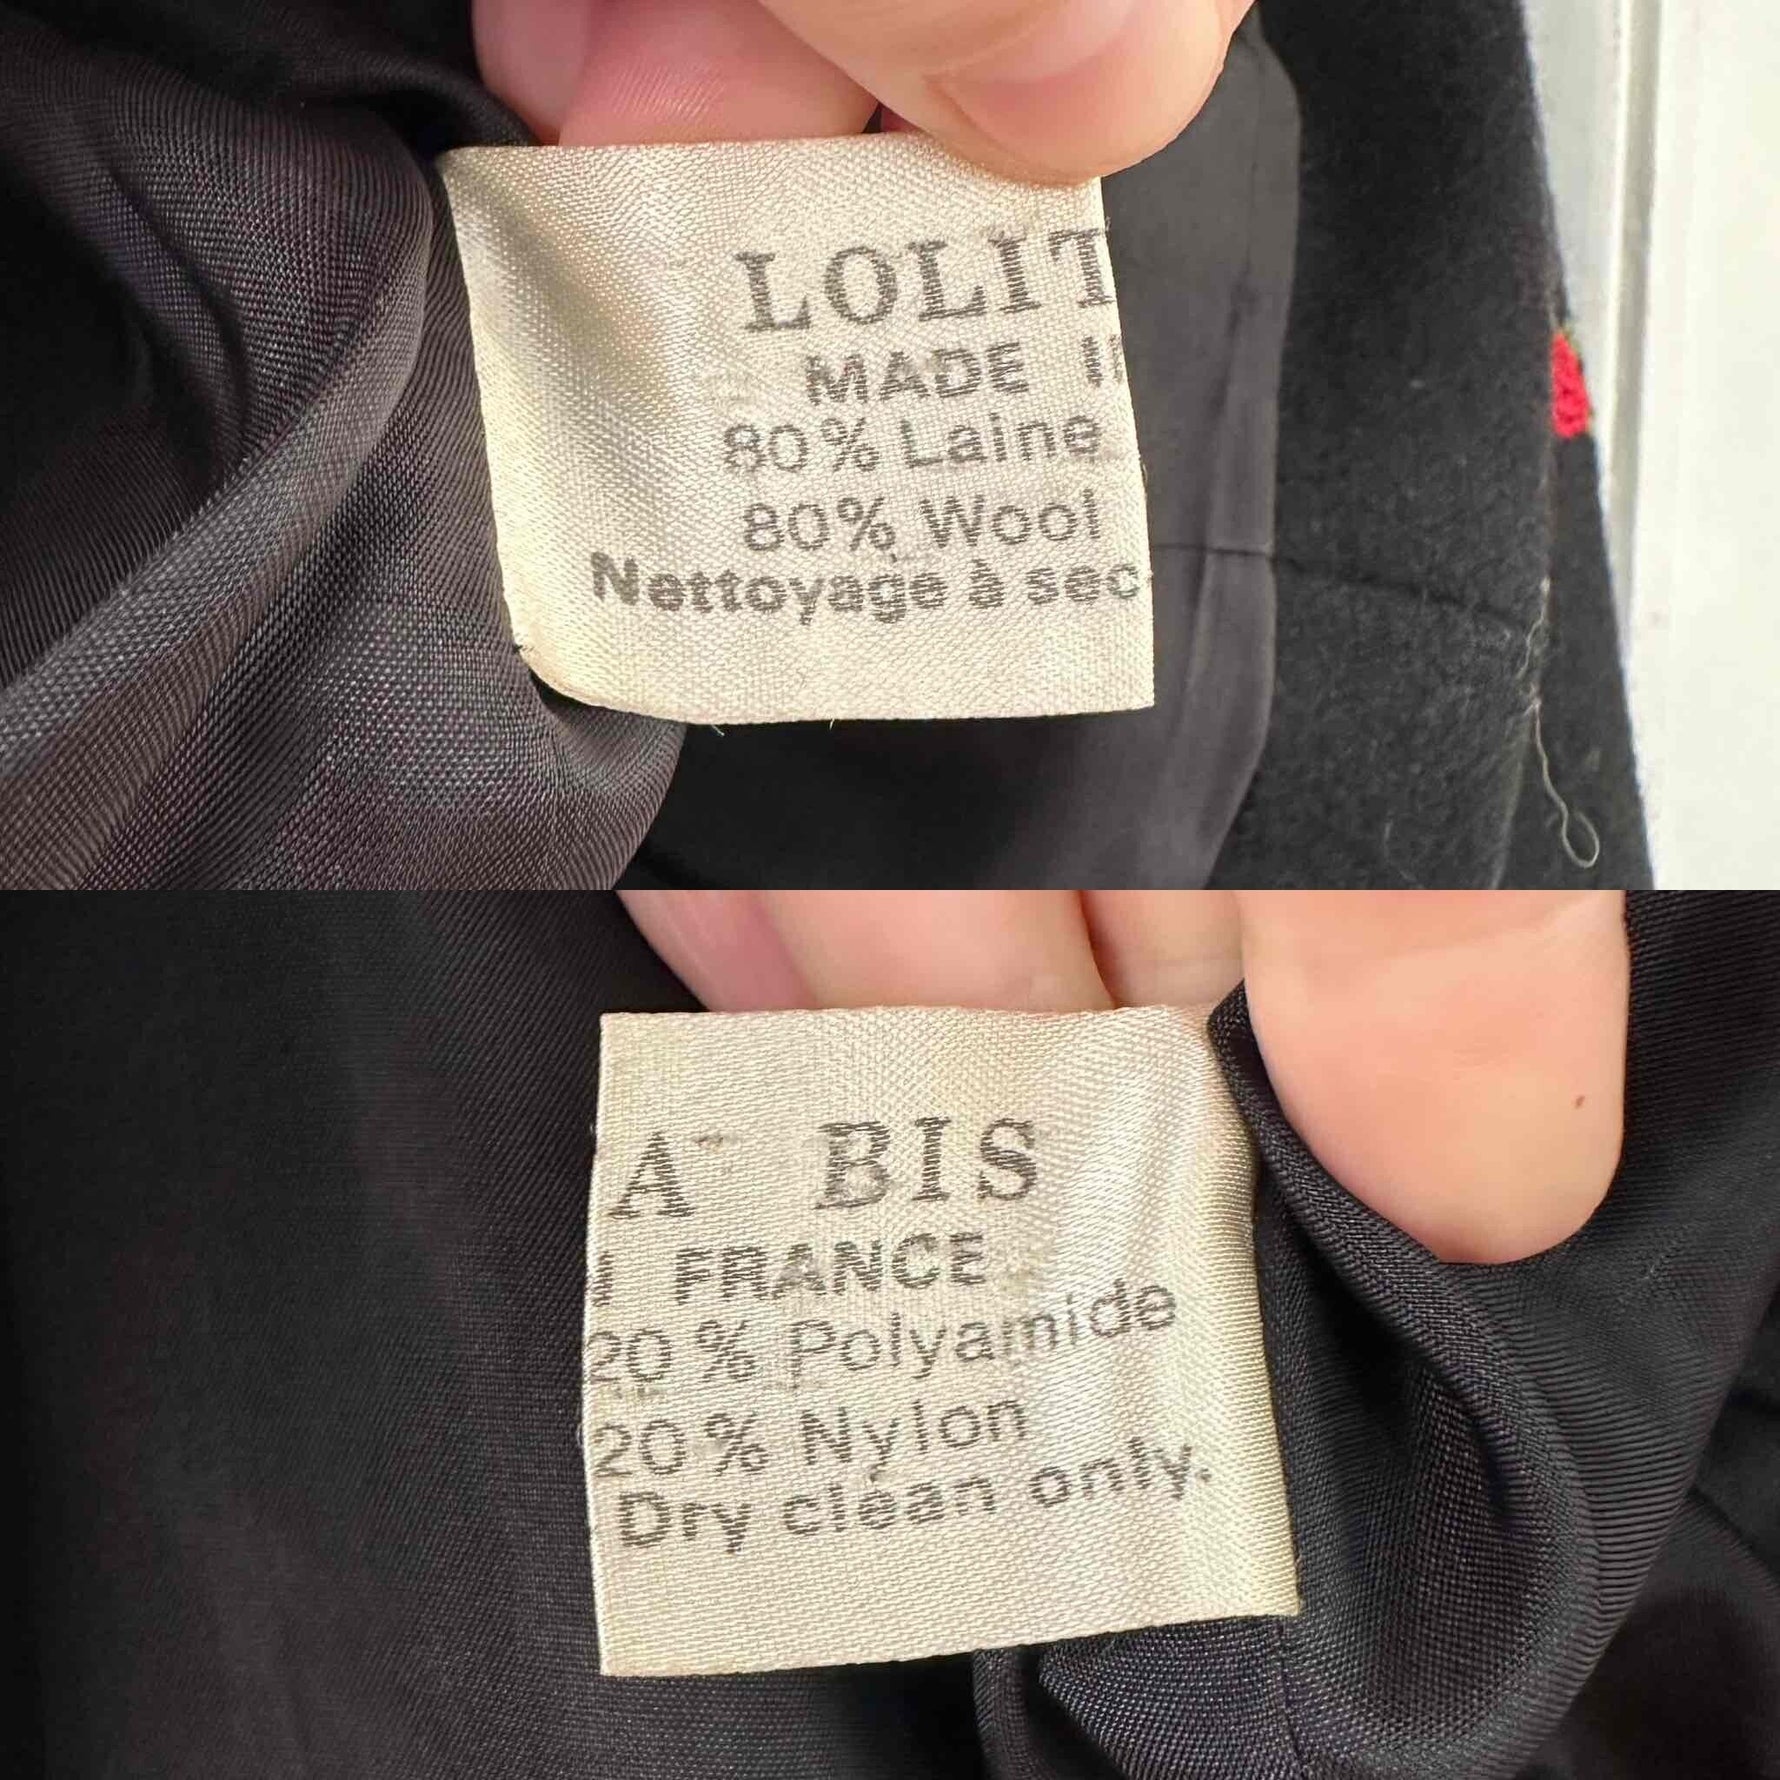 LOLIT
MADE I
80% Laine
80% Wool
Nettoyage à sec
A BIS
FRANCE
20% Polyamide
20% Nylon
Dry clean only.